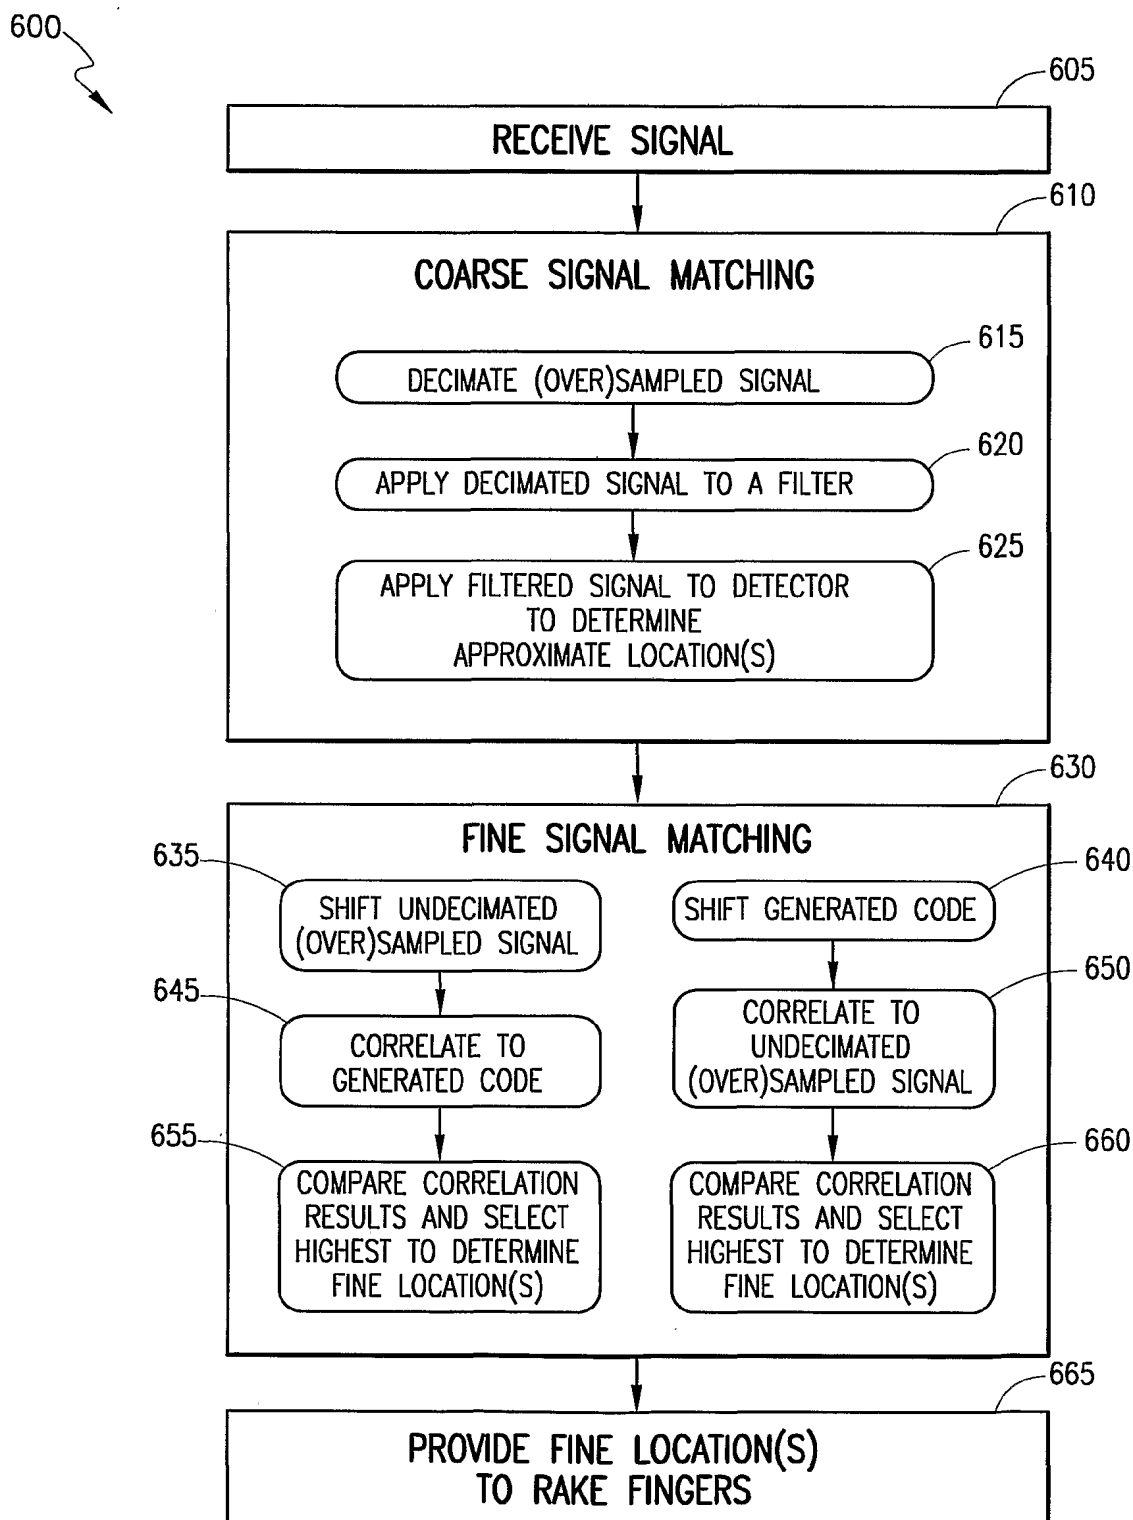 600
605
RECEIVE SIGNAL
610
COARSE SIGNAL MATCHING
615
DECIMATE (OVER)SAMPLED SIGNAL
620
APPLY DECIMATED SIGNAL TO A FILTER
625
APPLY FILTERED SIGNAL TO DETECTOR
TO DETERMINE
APPROXIMATE LOCATION(S)
630
FINE SIGNAL MATCHING
635
SHIFT UNDECIMATED
(OVER)SAMPLED SIGNAL
645
CORRELATE TO
GENERATED CODE
655
COMPARE CORRELATION
RESULTS AND SELECT
HIGHEST TO DETERMINE
FINE LOCATION(S)
640
SHIFT GENERATED CODE
650
CORRELATE TO
UNDECIMATED
(OVER)SAMPLED SIGNAL
660
COMPARE CORRELATION
RESULTS AND SELECT
HIGHEST TO DETERMINE
FINE LOCATION(S)
665
PROVIDE FINE LOCATION(S)
TO RAKE FINGERS